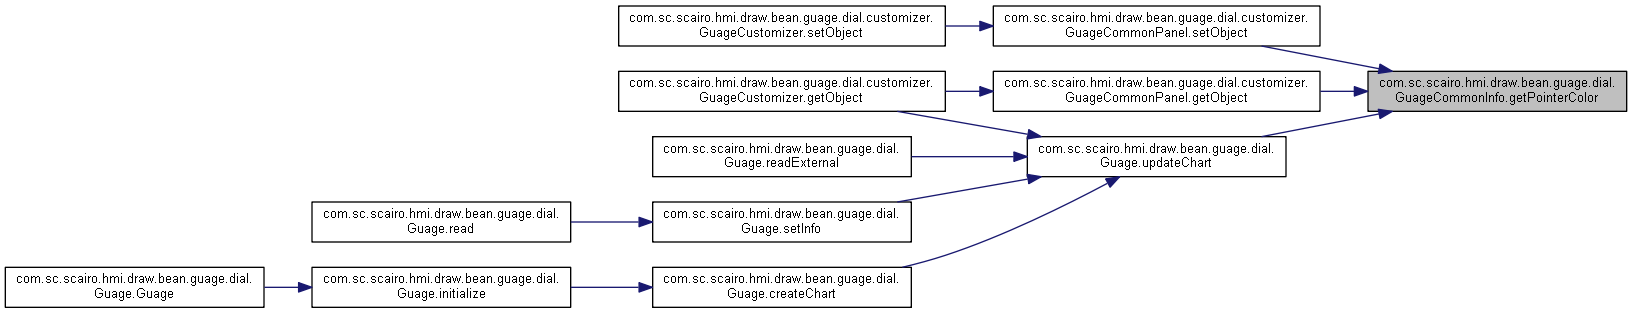 com.sc.scairo.hmi.draw.bean.guage.dial.customizer.
GuageCustomizer.setObject
com.sc.scairo.hmi.draw.bean.guage.dial.customizer.
GuageCommonPanel.setObject
com.sc.scairo.hmi.draw.bean.guage.dial.customizer.
GuageCustomizer.getObject
com.sc.scairo.hmi.draw.bean.guage.dial.customizer.
GuageCommonPanel.getObject
com.sc.scairo.hmi.draw.bean.guage.dial.
GuageCommonInfo.getPointerColor
com.sc.scairo.hmi.draw.bean.guage.dial.
Guage.readExternal
com.sc.scairo.hmi.draw.bean.guage.dial.
Guage.updateChart
com.sc.scairo.hmi.draw.bean.guage.dial.
Guage.read
com.sc.scairo.hmi.draw.bean.guage.dial.
Guage.setInfo
com.sc.scairo.hmi.draw.bean.guage.dial.
Guage.Guage
com.sc.scairo.hmi.draw.bean.guage.dial.
Guage.initialize
com.sc.scairo.hmi.draw.bean.guage.dial.
Guage.createChart